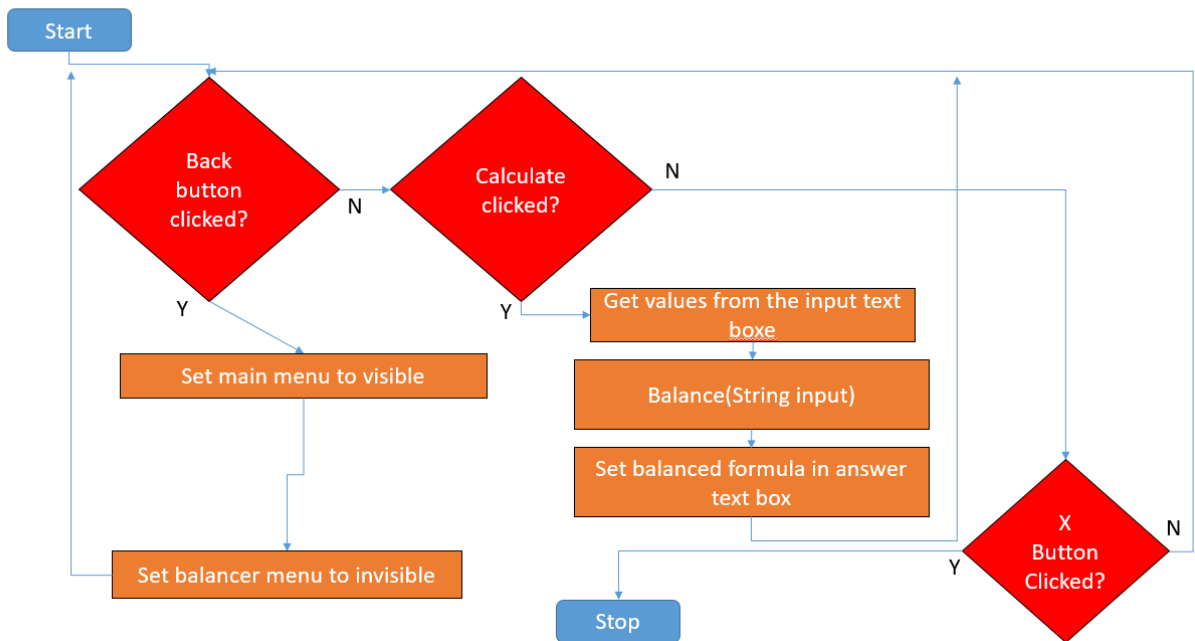 Start
Back
button
clicked?
N
Y
Calculate
clicked?
N
Y
Set main menu to visible
Set balancer menu to invisible
Get values from the input text
boxe
Balance(String input)
Set balanced formula in answer
text box
X
Button
Clicked?
N
Y
Stop